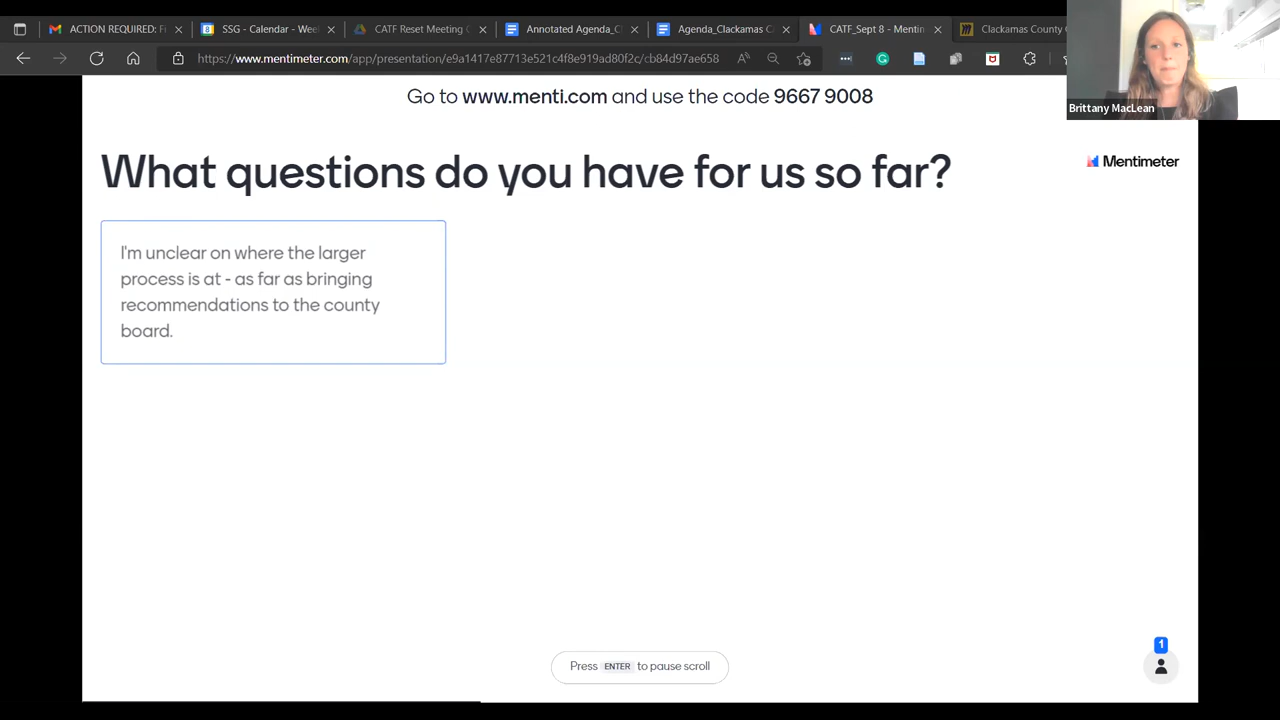 ACTION REQUIRED: Fi
SSG - Calendar - Wee
CATF Reset Meeting
Annotated Agenda_C
Agenda_Clackamas C
CATF_Sept 8 - Mentim
Clackamas County
https://www.mentimeter.com/app/presentation/e9a1417e87713e521c4f8e919ad80f2c/cb84d97ae658
Brittany MacLean
Go to www.menti.com and use the code 9667 9008
What questions do you have for us so far?
Mentimeter
I'm unclear on where the larger
process is at - as far as bringing
recommendations to the county
board.
Press ENTER to pause scroll
1